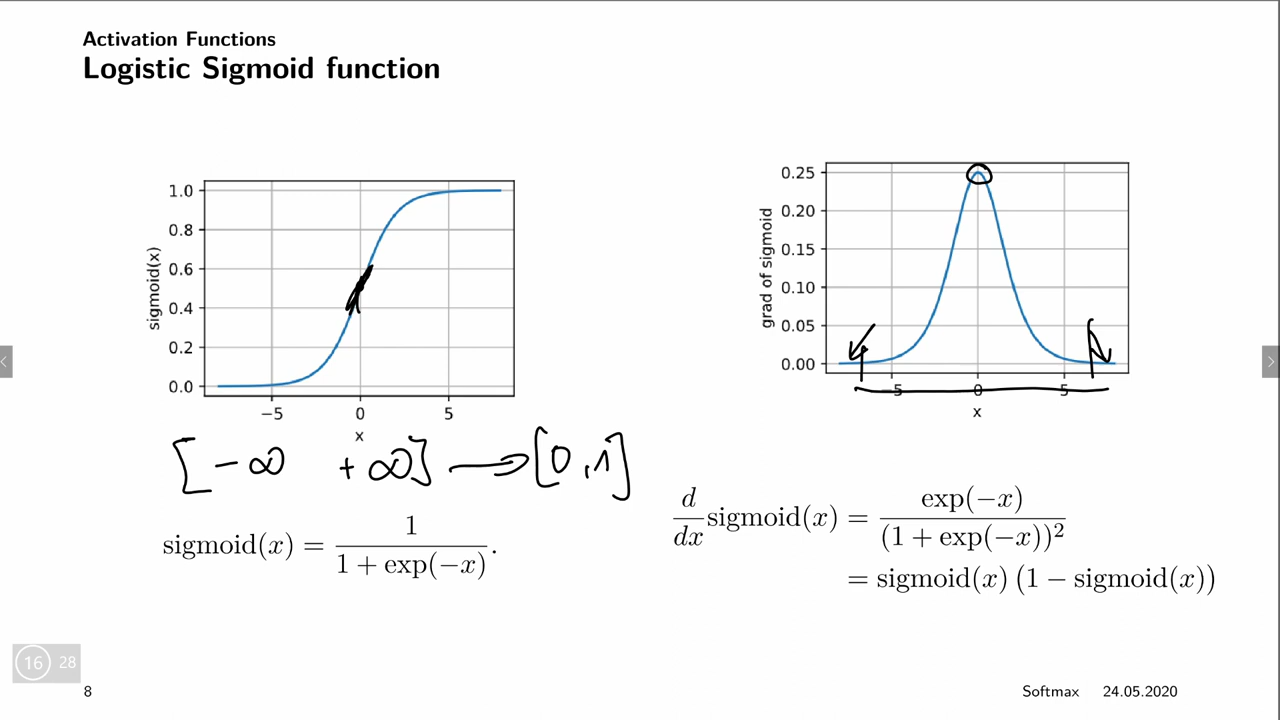 Activation Functions
Logistic Sigmoid function
sigmoid(x)
1.0
0.8
0.6
0.4
0.2
0.0
−5 0 5
x
grad of sigmoid
0.25
0.20
0.15
0.10
0.05
0.00
−5 0 5
x
[-∞ +∞] → [0,1]
sigmoid(x) = 1 / (1 + exp(−x)).
d/dx sigmoid(x) = exp(−x) / (1 + exp(−x))²
= sigmoid(x) (1 − sigmoid(x))
16 28
8
Softmax 24.05.2020